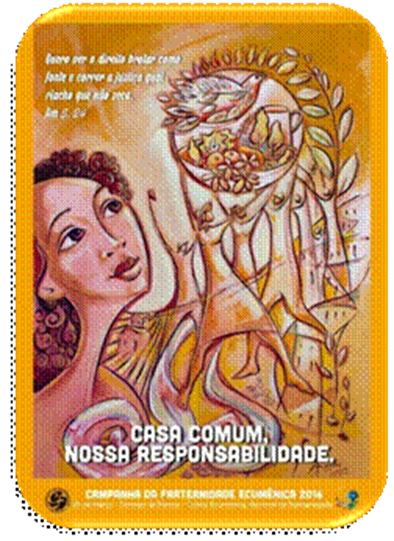 Quero ver o direito brotar como
fonte e correr a justiça qual
riacho que não seca.
Am 5, 24
CASA COMUM,
NOSSA RESPONSABILIDADE.
CAMPANHA DA FRATERNIDADE ECUMÊNICA 2016